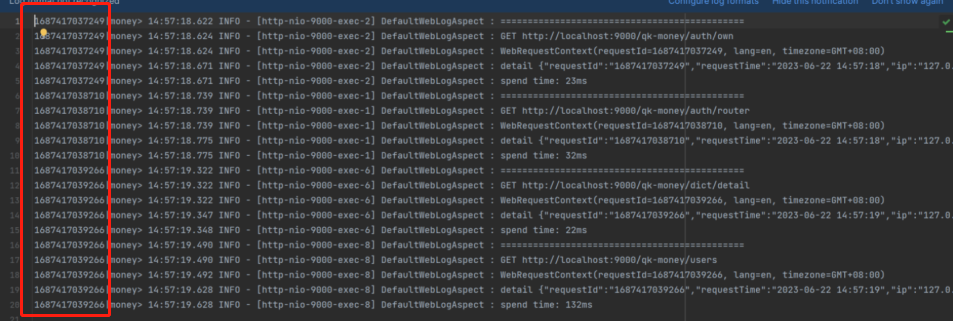 Configure log formats Hide this notification Don't show again
1 1687417037249[money> 14:57:18.622 INFO - [http-nio-9000-exec-2] DefaultWebLogAspect : ============================================
2 1687417037249[money> 14:57:18.624 INFO - [http-nio-9000-exec-2] DefaultWebLogAspect : GET http://localhost:9000/qk-money/auth/own
3 1687417037249[money> 14:57:18.624 INFO - [http-nio-9000-exec-2] DefaultWebLogAspect : WebRequestContext(requestId=1687417037249, lang=en, timezone=GMT+08:00)
4 1687417037249[money> 14:57:18.671 INFO - [http-nio-9000-exec-2] DefaultWebLogAspect : detail {"requestId":"1687417037249","requestTime":"2023-06-22 14:57:18","ip":"127.0.
5 1687417037249[money> 14:57:18.671 INFO - [http-nio-9000-exec-2] DefaultWebLogAspect : spend time: 23ms
6 1687417038710[money> 14:57:18.739 INFO - [http-nio-9000-exec-1] DefaultWebLogAspect : ============================================
7 1687417038710[money> 14:57:18.739 INFO - [http-nio-9000-exec-1] DefaultWebLogAspect : GET http://localhost:9000/qk-money/auth/router
8 1687417038710[money> 14:57:18.739 INFO - [http-nio-9000-exec-1] DefaultWebLogAspect : WebRequestContext(requestId=1687417038710, lang=en, timezone=GMT+08:00)
9 1687417038710[money> 14:57:18.775 INFO - [http-nio-9000-exec-1] DefaultWebLogAspect : detail {"requestId":"1687417038710","requestTime":"2023-06-22 14:57:18","ip":"127.0.
10 1687417038710[money> 14:57:18.775 INFO - [http-nio-9000-exec-1] DefaultWebLogAspect : spend time: 32ms
11 1687417039266[money> 14:57:19.322 INFO - [http-nio-9000-exec-6] DefaultWebLogAspect : ============================================
12 1687417039266[money> 14:57:19.322 INFO - [http-nio-9000-exec-6] DefaultWebLogAspect : GET http://localhost:9000/qk-money/dict/detail
13 1687417039266[money> 14:57:19.322 INFO - [http-nio-9000-exec-6] DefaultWebLogAspect : WebRequestContext(requestId=1687417039266, lang=en, timezone=GMT+08:00)
14 1687417039266[money> 14:57:19.347 INFO - [http-nio-9000-exec-6] DefaultWebLogAspect : detail {"requestId":"1687417039266","requestTime":"2023-06-22 14:57:19","ip":"127.0.
15 1687417039266[money> 14:57:19.348 INFO - [http-nio-9000-exec-6] DefaultWebLogAspect : spend time: 22ms
16 1687417039266[money> 14:57:19.490 INFO - [http-nio-9000-exec-8] DefaultWebLogAspect : ============================================
17 1687417039266[money> 14:57:19.490 INFO - [http-nio-9000-exec-8] DefaultWebLogAspect : GET http://localhost:9000/qk-money/users
18 1687417039266[money> 14:57:19.492 INFO - [http-nio-9000-exec-8] DefaultWebLogAspect : WebRequestContext(requestId=1687417039266, lang=en, timezone=GMT+08:00)
19 1687417039266[money> 14:57:19.628 INFO - [http-nio-9000-exec-8] DefaultWebLogAspect : detail {"requestId":"1687417039266","requestTime":"2023-06-22 14:57:19","ip":"127.0.
20 1687417039266[money> 14:57:19.628 INFO - [http-nio-9000-exec-8] DefaultWebLogAspect : spend time: 132ms